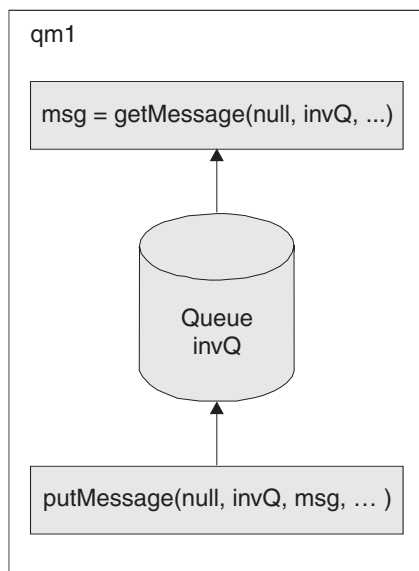 qm1
msg = getMessage(null, invQ, ...)
Queue
invQ
putMessage(null, invQ, msg, … )